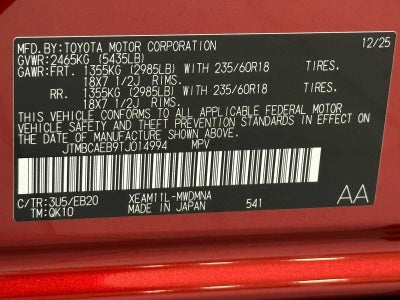 MFD.BY:TOYOTA MOTOR CORPORATION 12/25
GVWR:2465KG (5435LB)
GAWR:FRT. 1355KG (2985LB) WITH 235/60R18 TIRES.
18X7 1/2J RIMS.
RR. 1355KG (2985LB) WITH 235/60R18 TIRES.
18X7 1/2J RIMS.
THIS VEHICLE CONFORMS TO ALL APPLICABLE FEDERAL MOTOR
VEHICLE SAFETY AND THEFT PREVENTION STANDARDS IN EFFECT ON
THE DATE OF MANUFACTURE SHOWN ABOVE.
JTMBCAEB9TJ014994 MPV
C/TR:3U5/EB20 XEAM11L-MWDMNA
TM:QK10 MADE IN JAPAN 541 AA